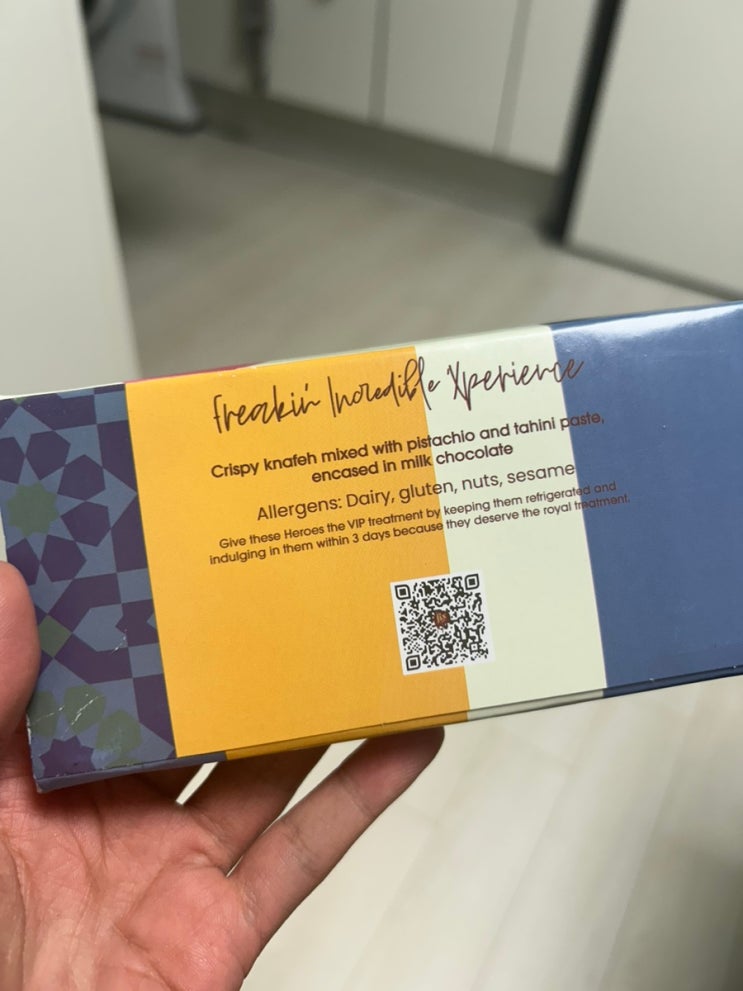 Freakin' Incredible Xperience
Crispy knafeh mixed with pistachio and tahini paste,
encased in milk chocolate
Allergens: Dairy, gluten, nuts, sesame
Give these Heroes the VIP treatment by keeping them refrigerated and
indulging in them within 3 days because they deserve the royal treatment.